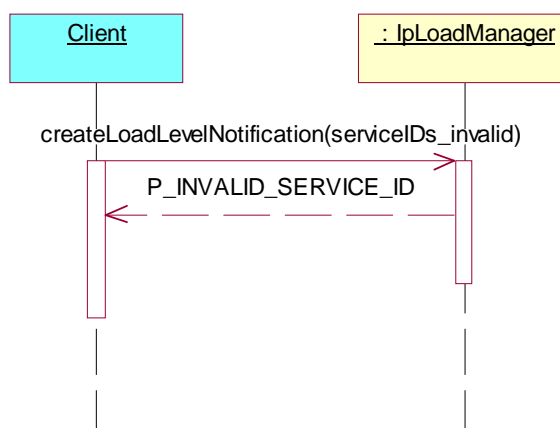 Client
: IpLoadManager
createLoadLevelNotification(serviceIDs_invalid)
P_INVALID_SERVICE_ID